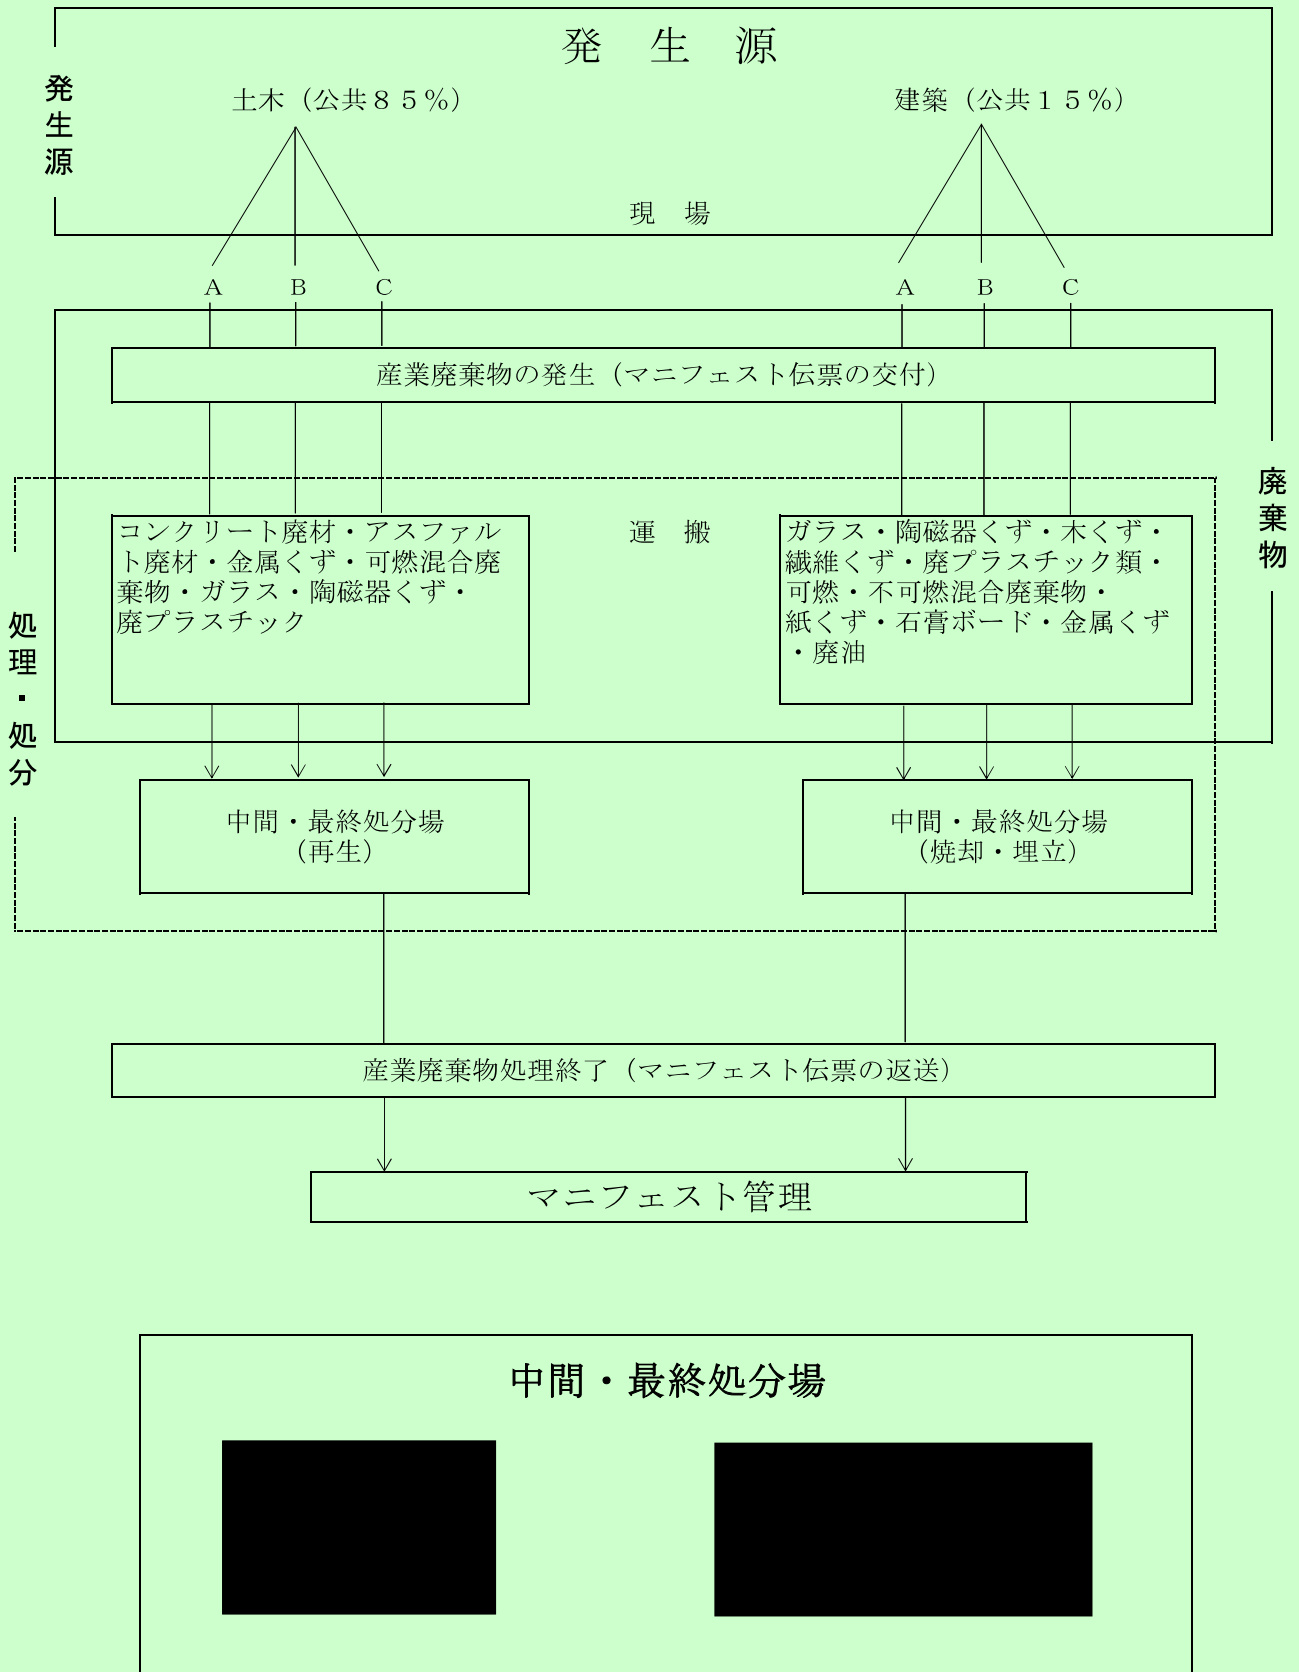 発　生　源
発生源
土木（公共８５％）
建築（公共１５％）
現　場
A
B
C
A
B
C
産業廃棄物の発生（マニフェスト伝票の交付）
廃棄物
処理・処分
コンクリート廃材・アスファル
ト廃材・金属くず・可燃混合廃
棄物・ガラス・陶磁器くず・
廃プラスチック
運　搬
ガラス・陶磁器くず・木くず・
繊維くず・廃プラスチック類・
可燃・不可燃混合廃棄物・
紙くず・石膏ボード・金属くず
・廃油
中間・最終処分場
（再生）
中間・最終処分場
（焼却・埋立）
産業廃棄物処理終了（マニフェスト伝票の返送）
マニフェスト管理
中間・最終処分場